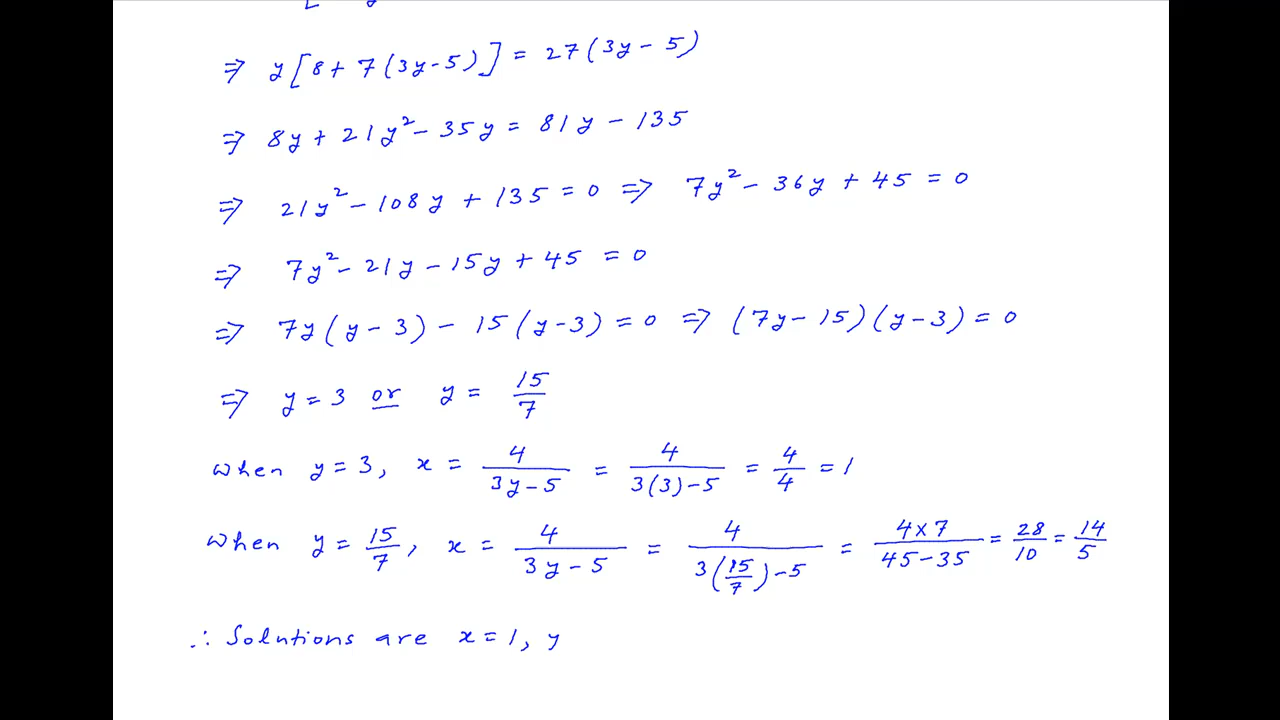 ⇒ y[8 + 7(3y-5)] = 27(3y-5)
⇒ 8y + 21y² - 35y = 81y - 135
⇒ 21y² - 108y + 135 = 0 ⇒ 7y² - 36y + 45 = 0
⇒ 7y² - 21y - 15y + 45 = 0
⇒ 7y(y-3) - 15(y-3) = 0 ⇒ (7y-15)(y-3) = 0
⇒ y = 3 or y = 15/7
When y = 3, x = 4/(3y-5) = 4/(3(3)-5) = 4/4 = 1
When y = 15/7, x = 4/(3y-5) = 4/(3(15/7)-5) = (4×7)/(45-35) = 28/10 = 14/5
∴ Solutions are x = 1, y